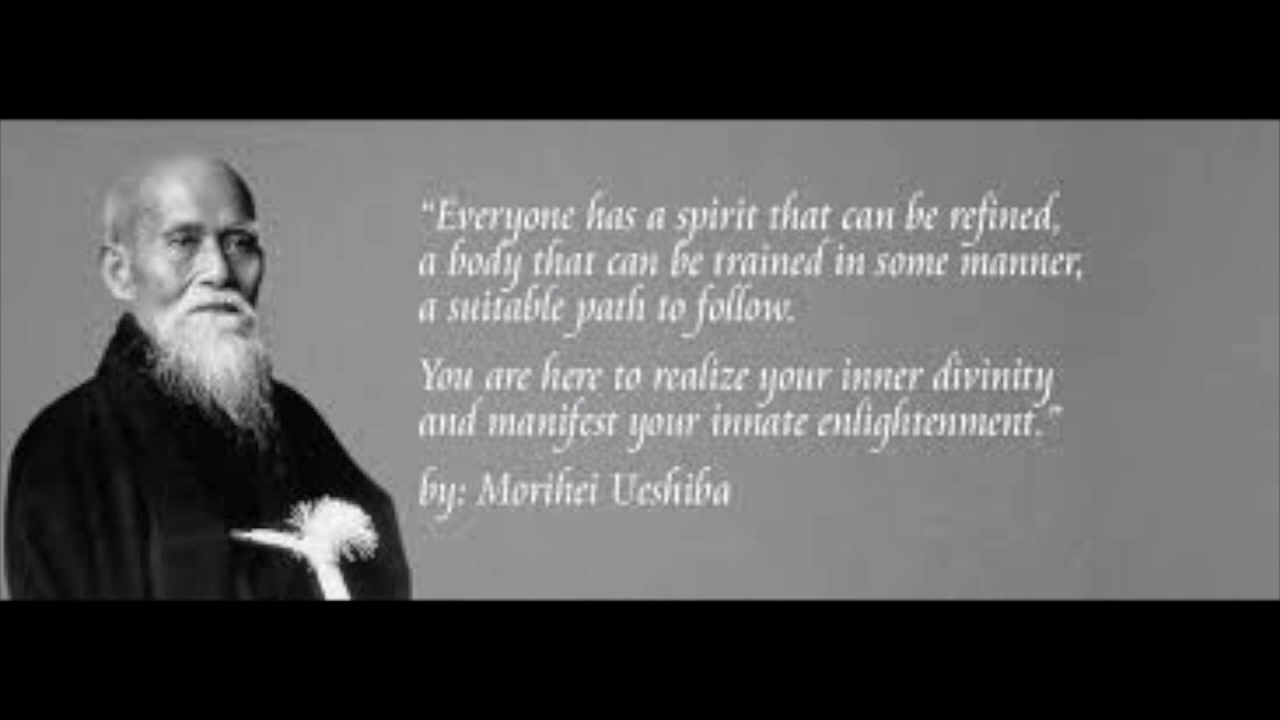 “Everyone has a spirit that can be refined,
a body that can be trained in some manner,
a suitable path to follow.
You are here to realize your inner divinity
and manifest your innate enlightenment.”
by: Morihei Ueshiba